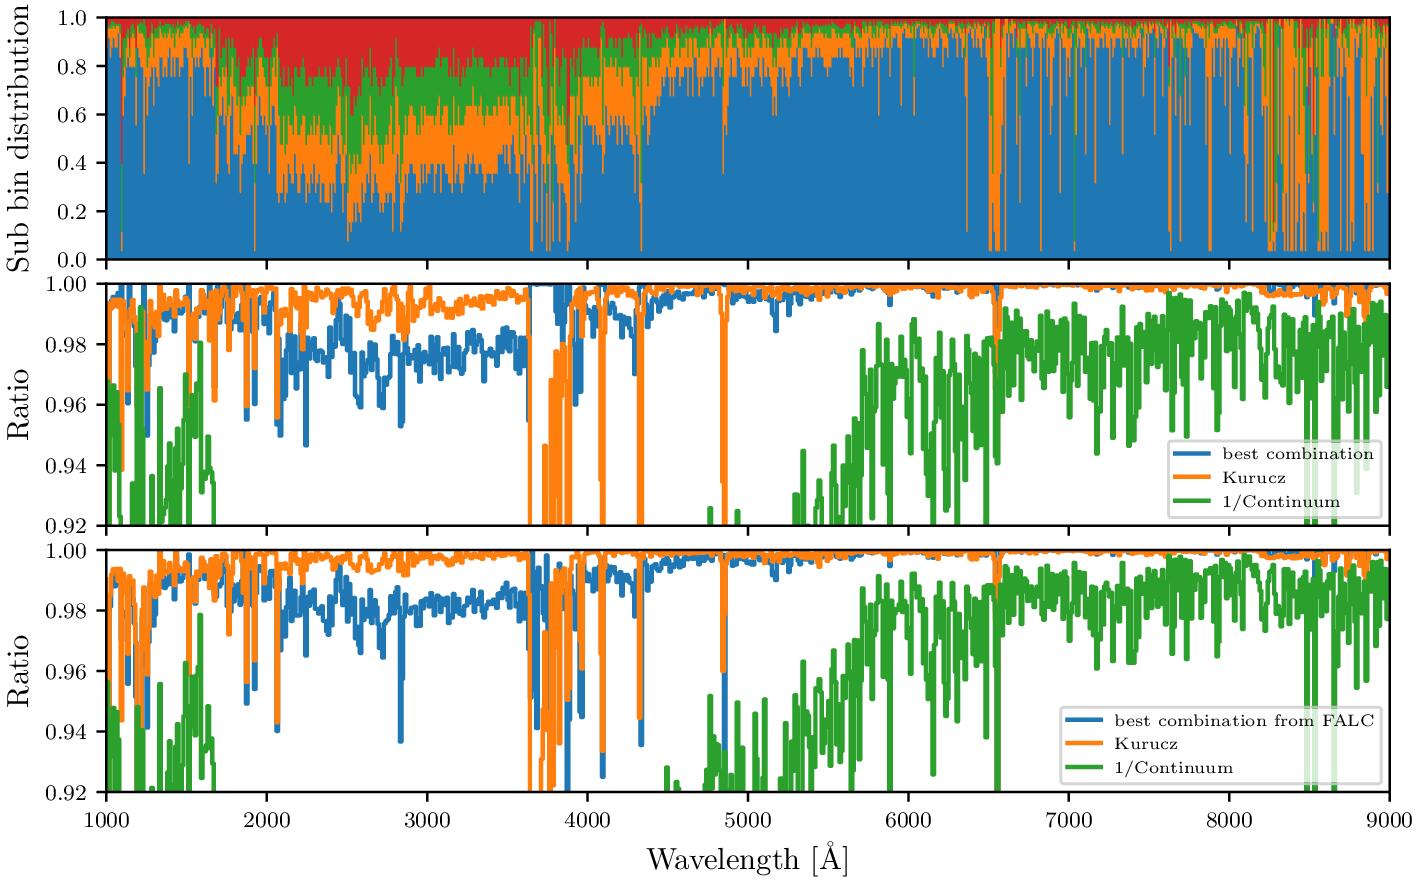 Sub bin distribution
1.0
0.8
0.6
0.4
0.2
0.0
Ratio
1.00
0.98
0.96
0.94
0.92
best combination
Kurucz
1/Continuum
Ratio
1.00
0.98
0.96
0.94
0.92
best combination from FALC
Kurucz
1/Continuum
1000 2000 3000 4000 5000 6000 7000 8000 9000
Wavelength [Å]